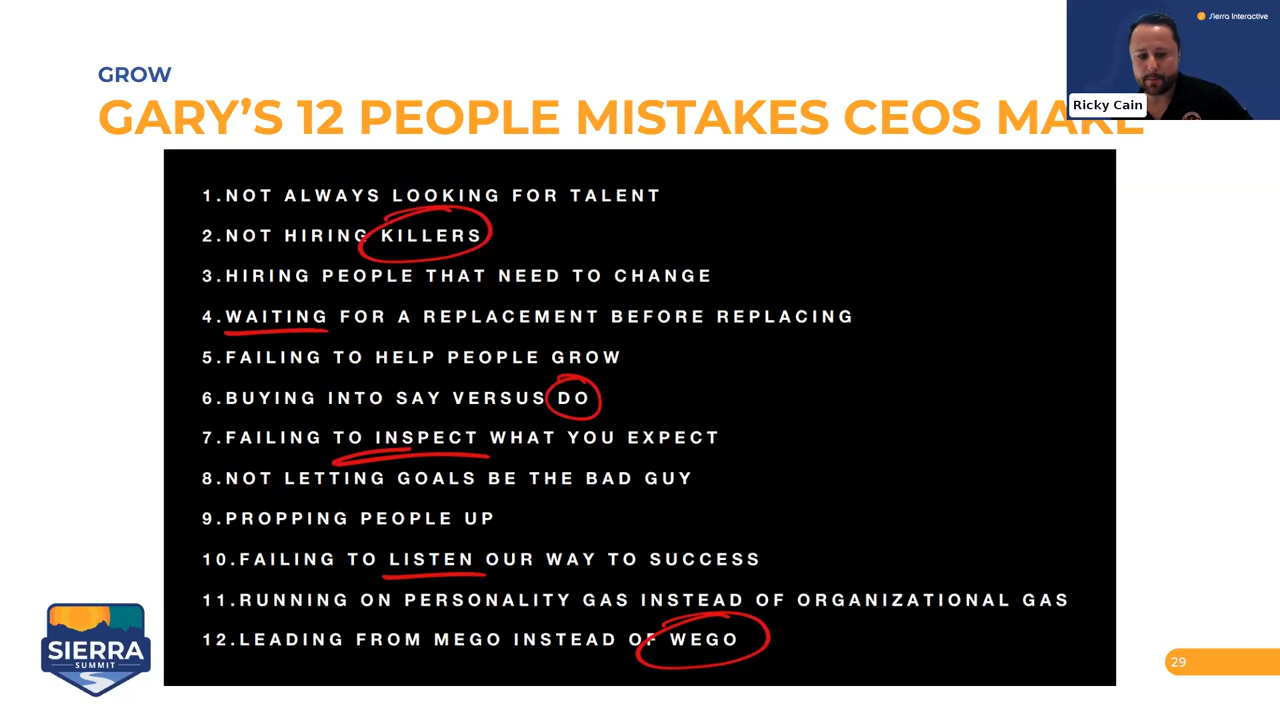 Sierra Interactive
GROW
Ricky Cain
GARY'S 12 PEOPLE MISTAKES CEOS MAKE
1.NOT ALWAYS LOOKING FOR TALENT
2.NOT HIRING KILLERS
3.HIRING PEOPLE THAT NEED TO CHANGE
4.WAITING FOR A REPLACEMENT BEFORE REPLACING
5.FAILING TO HELP PEOPLE GROW
6.BUYING INTO SAY VERSUS DO
7.FAILING TO INSPECT WHAT YOU EXPECT
8.NOT LETTING GOALS BE THE BAD GUY
9.PROPPING PEOPLE UP
10.FAILING TO LISTEN OUR WAY TO SUCCESS
11.RUNNING ON PERSONALITY GAS INSTEAD OF ORGANIZATIONAL GAS
12.LEADING FROM MEGO INSTEAD OF WEGO
SIERRA
SUMMIT
29